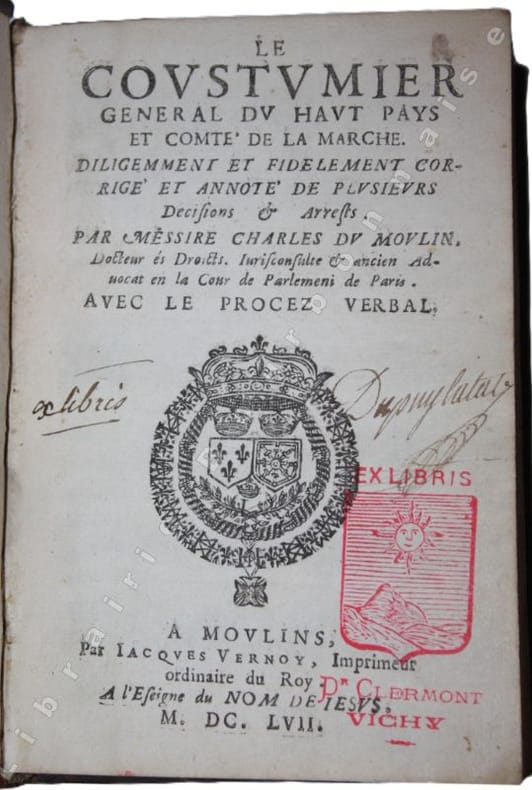 LE
COVSTVMIER
GENERAL DV HAVT PAYS
ET COMTE' DE LA MARCHE.
DILIGEMMENT ET FIDELEMENT COR-
RIGE' ET ANNOTE' DE PLVSIEVRS
Decisions & Arrests.
PAR MESSIRE CHARLES DV MOVLIN,
Docteur és Droicts. Iurisconsulte & ancien Ad-
uocat en la Cour de Parlement de Paris.
AVEC LE PROCEZ VERBAL.
ex libris
EX LIBRIS
A MOVLINS,
Par IACQVES VERNOY, Imprimeur
ordinaire du Roy
Dr CLERMONT
A l'Eseigne du NOM DE IESVS.
M. DC. LVII.
VICHY